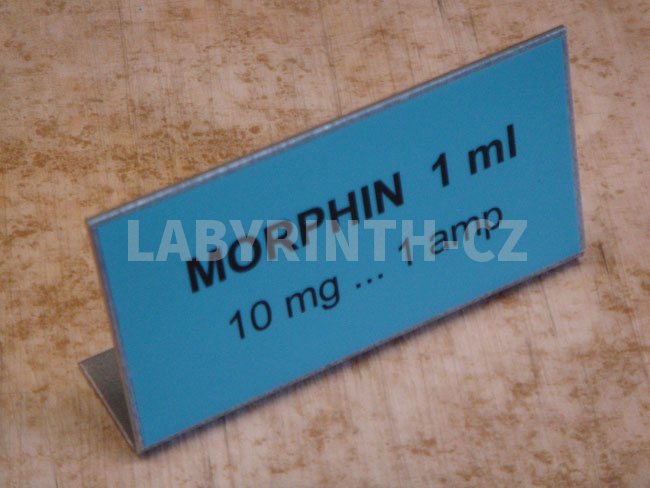 MORPHIN 1 ml
LABYRINTH-CZ
10 mg ... 1 amp